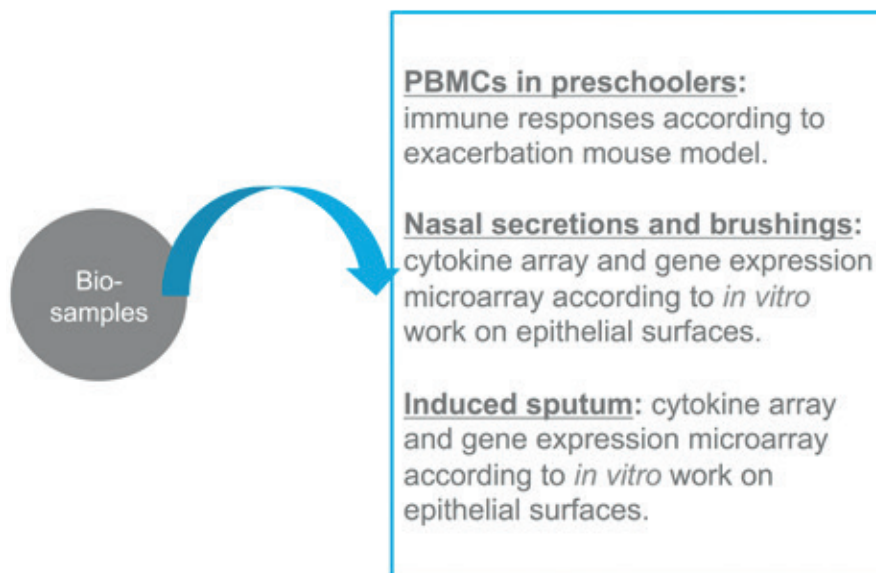 Bio-
samples
PBMCs in preschoolers:
immune responses according to
exacerbation mouse model.
Nasal secretions and brushings:
cytokine array and gene expression
microarray according to in vitro
work on epithelial surfaces.
Induced sputum: cytokine array
and gene expression microarray
according to in vitro work on
epithelial surfaces.